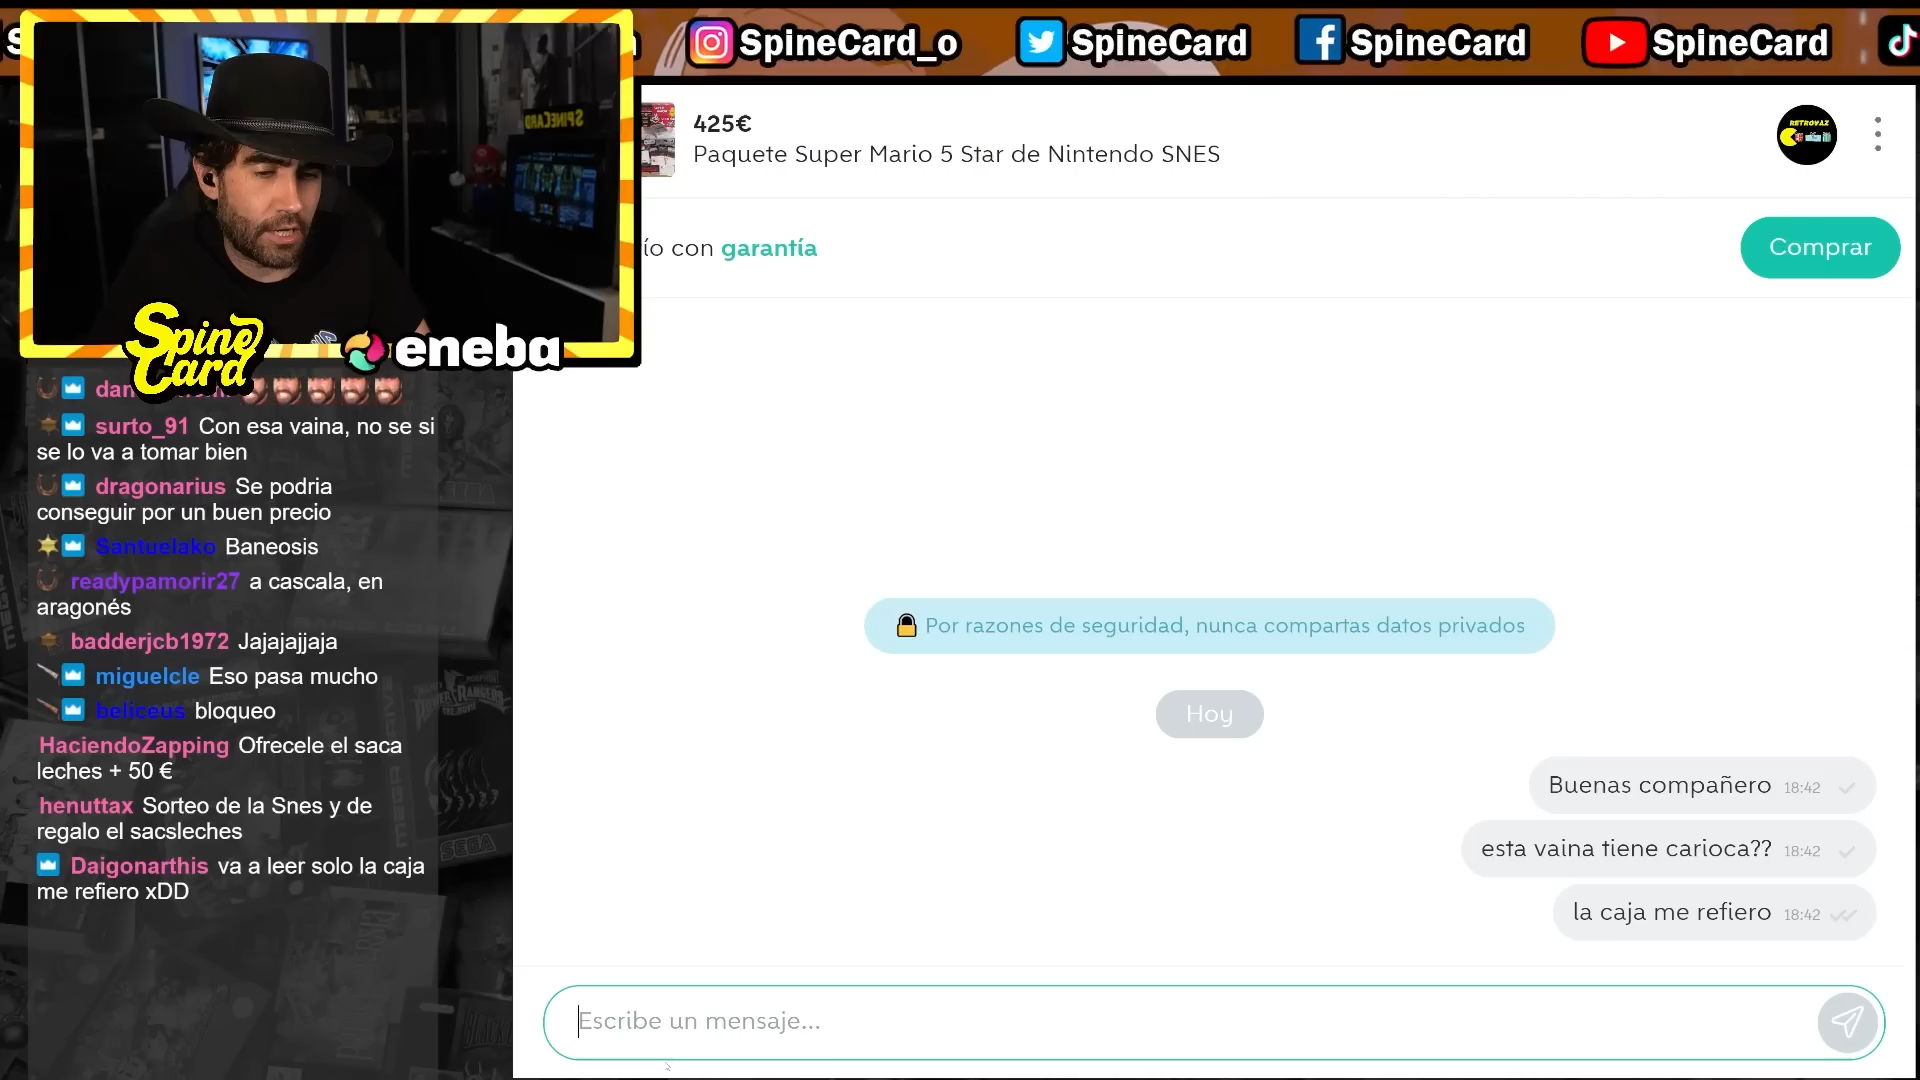 SpineCard_o
SpineCard
SpineCard
SpineCard
425€
Paquete Super Mario 5 Star de Nintendo SNES
RETROVAZ
ío con garantía
Comprar
Spine
Card
eneba
surto_91 Con esa vaina, no se si
se lo va a tomar bien
dragonarius Se podria
conseguir por un buen precio
Santuelako Baneosis
readypamorir27 a cascala, en
aragonés
badderjcb1972 Jajajajjaja
miguelcle Eso pasa mucho
beliceus bloqueo
HaciendoZapping Ofrecele el saca
leches + 50 €
henuttax Sorteo de la Snes y de
regalo el sacsleches
Daigonarthis va a leer solo la caja
me refiero xDD
Por razones de seguridad, nunca compartas datos privados
Hoy
Buenas compañero 18:42
esta vaina tiene carioca?? 18:42
la caja me refiero 18:42
Escribe un mensaje...